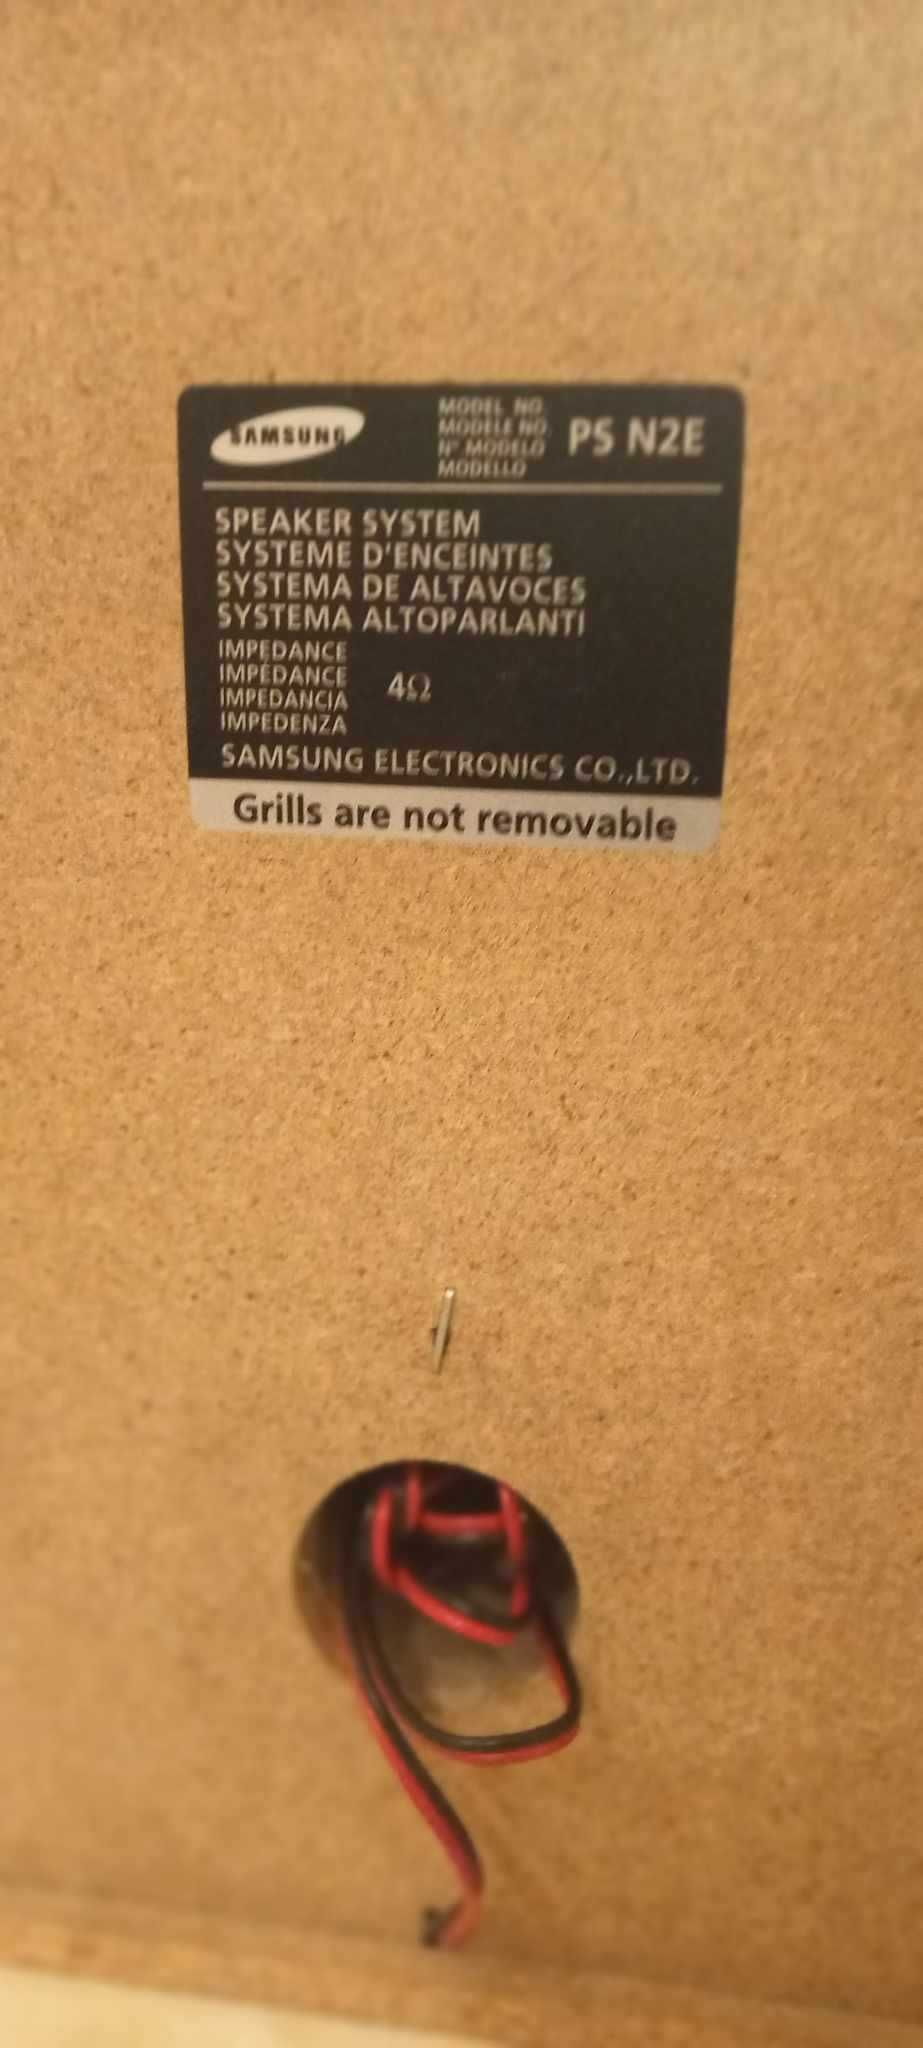 SAMSUNG
MODEL NO.
MODELE NO.
N° MODELO
MODELLO
PS N2E
SPEAKER SYSTEM
SYSTEME D'ENCEINTES
SYSTEMA DE ALTAVOCES
SYSTEMA ALTOPARLANTI
IMPEDANCE
IMPÉDANCE
IMPEDANCIA
IMPEDENZA
4Ω
SAMSUNG ELECTRONICS CO.,LTD.
Grills are not removable